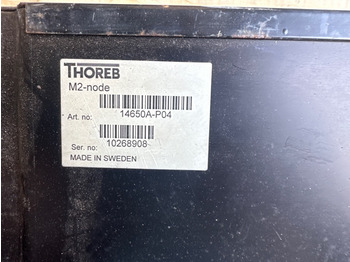 THOREB
M2-node
Art. no: 14650A-P04
Ser. no: 10268908
MADE IN SWEDEN